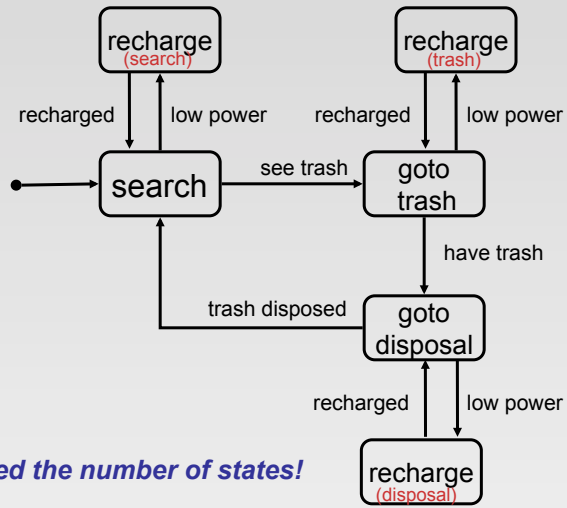 recharge
(search)
recharge
(trash)
recharged
low power
recharged
low power
search
see trash
goto
trash
have trash
trash disposed
goto
disposal
recharged
low power
ed the number of states!
recharge
(disposal)